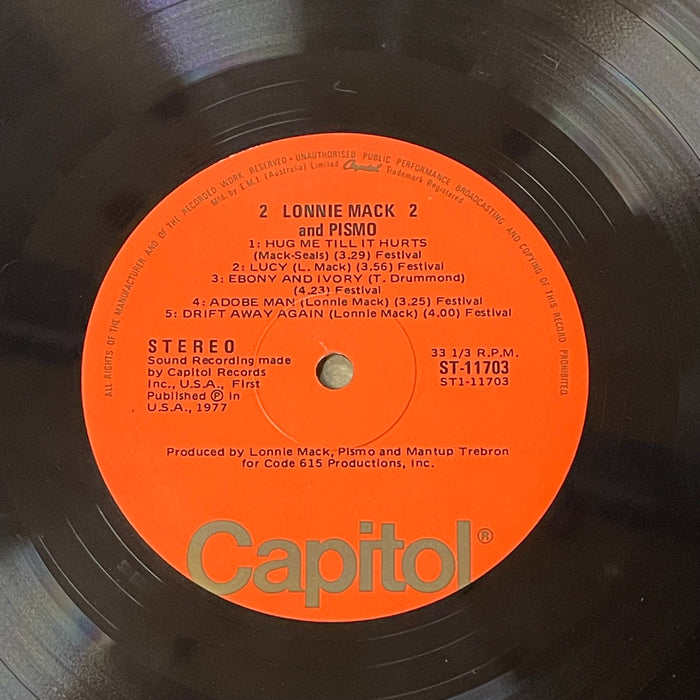 ALL RIGHTS OF THE MANUFACTURER AND OF THE RECORDED WORK RESERVED • UNAUTHORISED PUBLIC PERFORMANCE BROADCASTING AND COPYING OF THIS RECORD PROHIBITED
Mfd. by E.M.I. (Australia) Limited Capitol Trademark Registered
2 LONNIE MACK 2
and PISMO
1: HUG ME TILL IT HURTS
(Mack-Seals) (3.29) Festival
2: LUCY (L. Mack) (3.56) Festival
3: EBONY AND IVORY (T. Drummond)
(4.23) Festival
4: ADOBE MAN (Lonnie Mack) (3.25) Festival
5: DRIFT AWAY AGAIN (Lonnie Mack) (4.00) Festival
STEREO
Sound Recording made
by Capitol Records
Inc., U.S.A., First
Published Ⓟ in
U.S.A., 1977
33 1/3 R.P.M.
ST-11703
ST1-11703
Produced by Lonnie Mack, Pismo and Mantup Trebron
for Code 615 Productions, Inc.
Capitol®